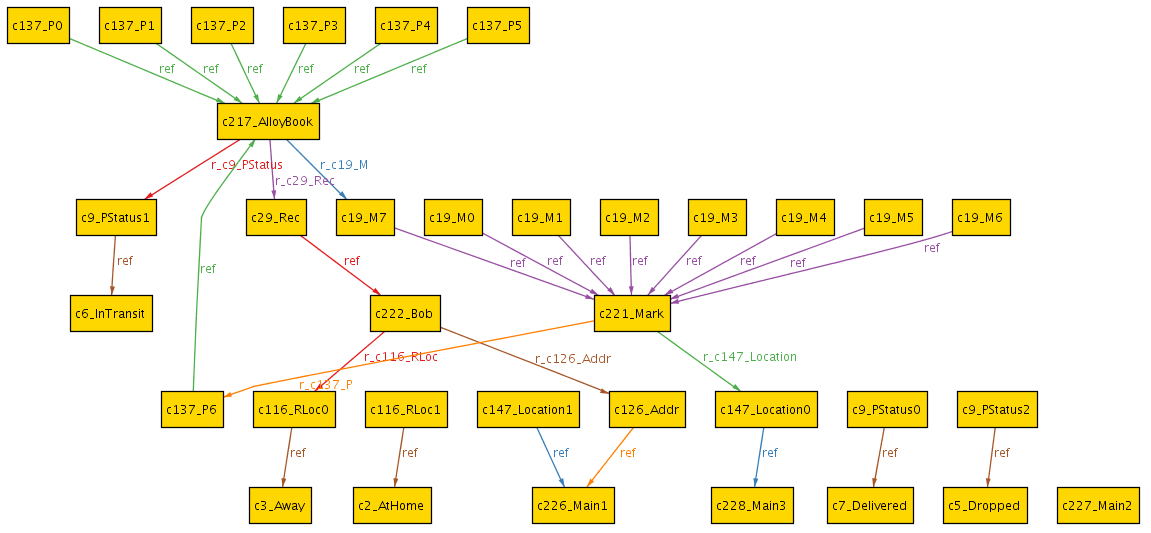 c137_P0 c137_P1 c137_P2 c137_P3 c137_P4 c137_P5
ref ref ref ref ref ref
c217_AlloyBook
r_c9_PStatus r_c29_Rec r_c19_M
c9_PStatus1 c29_Rec c19_M7 c19_M0 c19_M1 c19_M2 c19_M3 c19_M4 c19_M5 c19_M6
ref ref ref ref ref ref ref ref ref ref ref
c6_InTransit c222_Bob c221_Mark
r_c116_RLoc r_c126_Addr r_c147_Location
r_c137_P
c137_P6 c116_RLoc0 c116_RLoc1 c147_Location1 c126_Addr c147_Location0 c9_PStatus0 c9_PStatus2
ref ref ref ref ref ref ref
c3_Away c2_AtHome c226_Main1 c228_Main3 c7_Delivered c5_Dropped c227_Main2